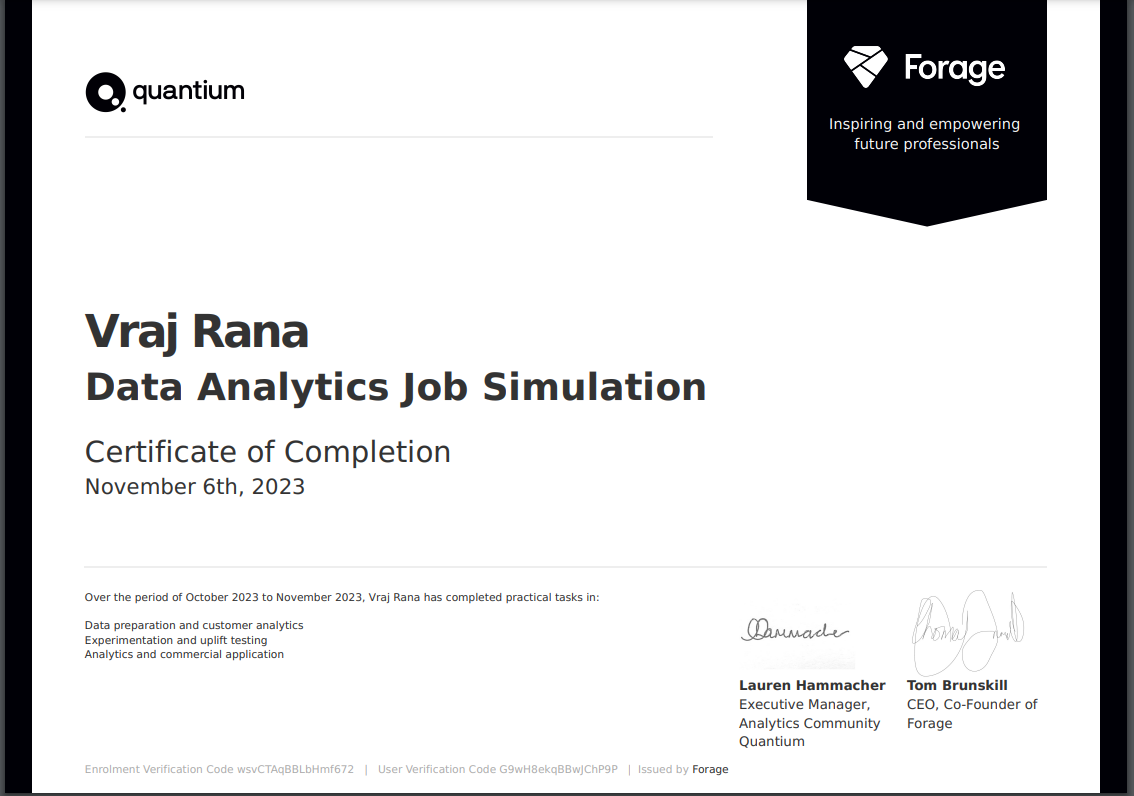 quantium
Forage
Inspiring and empowering
future professionals
Vraj Rana
Data Analytics Job Simulation
Certificate of Completion
November 6th, 2023
Over the period of October 2023 to November 2023, Vraj Rana has completed practical tasks in:
Data preparation and customer analytics
Experimentation and uplift testing
Analytics and commercial application
Lauren Hammacher
Executive Manager,
Analytics Community
Quantium
Tom Brunskill
CEO, Co-Founder of
Forage
Enrolment Verification Code wsvCTAqBBLbHmf672 | User Verification Code G9wH8ekqBBwJChP9P | Issued by Forage